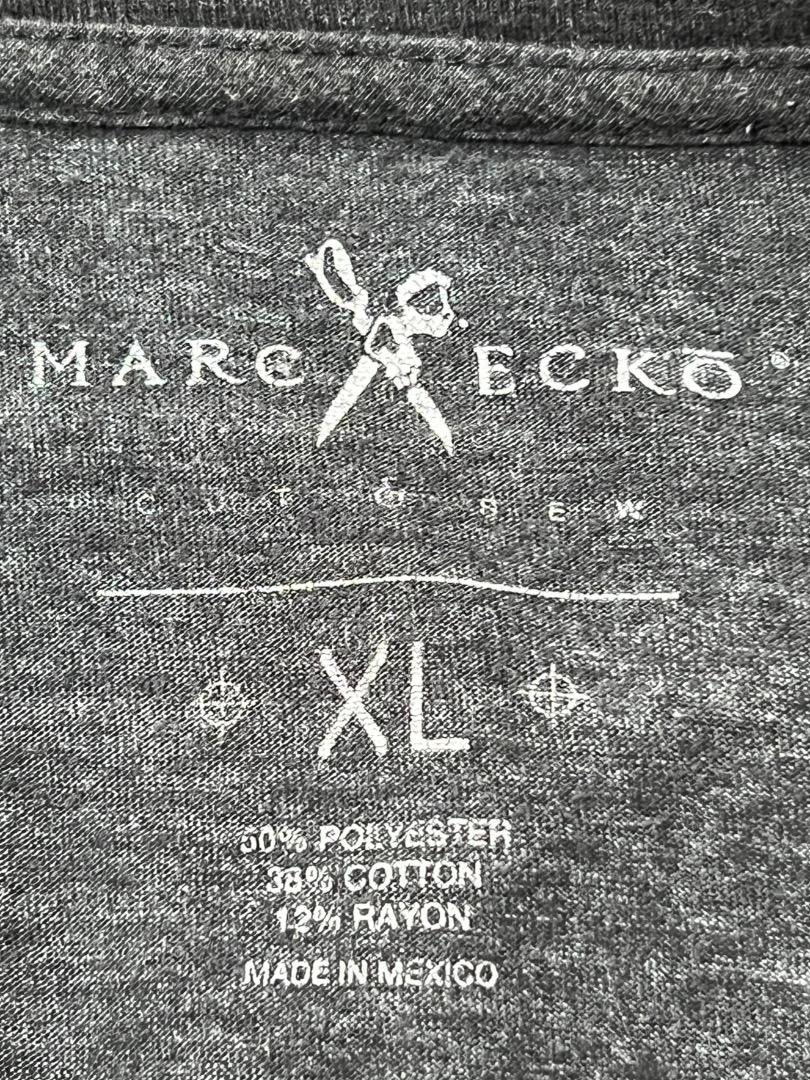 MARC ECKŌ®
CUT & SEW
XL
50% POLYESTER
38% COTTON
12% RAYON
MADE IN MEXICO